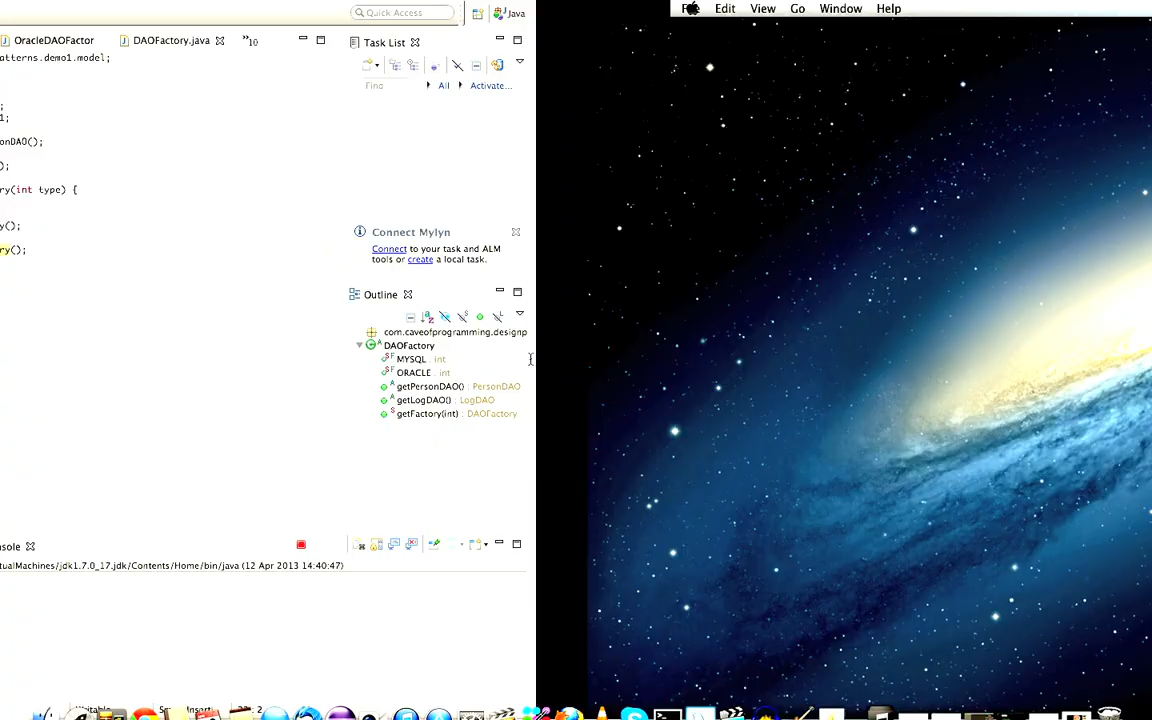 Edit View Go Window Help
Quick Access
Java
OracleDAOFactor
DAOFactory.java
»10
Task List
atterns.demo1.model;
Find
All
Activate...
;
1;
onDAO();
);
ry(int type) {
y();
ry();
Connect Mylyn
Connect to your task and ALM
tools or create a local task.
Outline
com.caveofprogramming.designp
DAOFactory
MYSQL : int
ORACLE : int
getPersonDAO() : PersonDAO
getLogDAO() : LogDAO
getFactory(int) : DAOFactory
nsole
tualMachines/jdk1.7.0_17.jdk/Contents/Home/bin/java (12 Apr 2013 14:40:47)